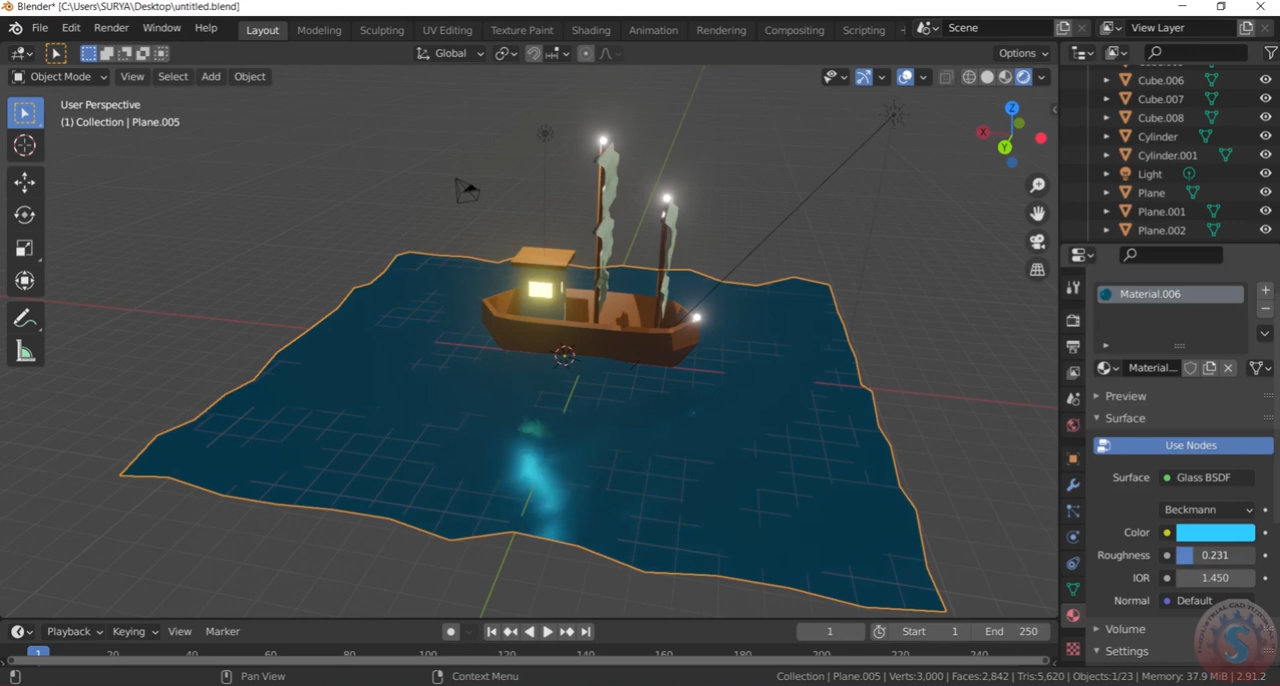 Blender* [C:\Users\SURYA\Desktop\untitled.blend]
File Edit Render Window Help Layout Modeling Sculpting UV Editing Texture Paint Shading Animation Rendering Compositing Scripting Scene View Layer
Global Options
Object Mode View Select Add Object
User Perspective
(1) Collection | Plane.005
Z
X
Y
Cube.006
Cube.007
Cube.008
Cylinder
Cylinder.001
Light
Plane
Plane.001
Plane.002
Material.006
Material...
Preview
Surface
Use Nodes
Surface Glass BSDF
Beckmann
Color
Roughness 0.231
IOR 1.450
Normal Default
Volume
Settings
Playback Keying View Marker 1 Start 1 End 250
1 20 40 60 80 100 120 140 160 180 200 220 240
Pan View Context Menu Collection | Plane.005 | Verts:3,000 | Faces:2,842 | Tris:5,620 | Objects:1/23 | Memory: 37.9 MiB | 2.91.2